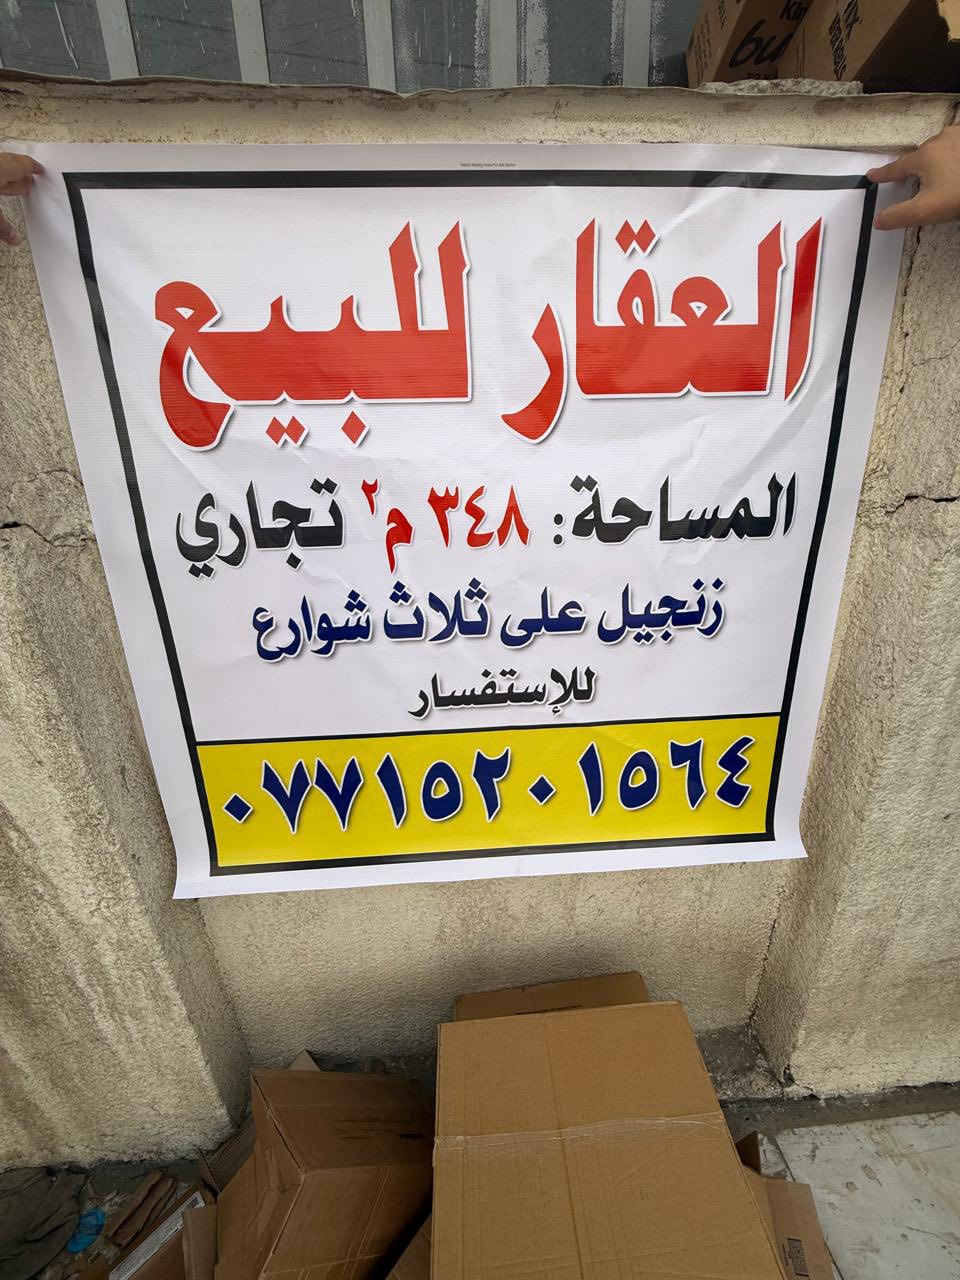 العقار للبيع
المساحة: ٣٤٨ م٢ تجاري
زنجيل على ثلاث شوارع
للإستفسار
٠٧٧١٥٢٠١٥٦٤